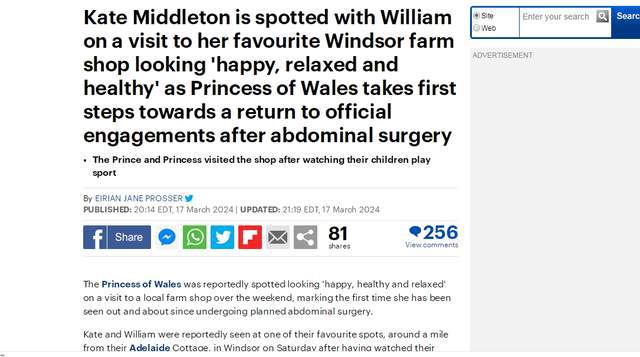 Kate Middleton is spotted with William
on a visit to her favourite Windsor farm
shop looking 'happy, relaxed and
healthy' as Princess of Wales takes first
steps towards a return to official
engagements after abdominal surgery
• The Prince and Princess visited the shop after watching their children play
sport
By EIRIAN JANE PROSSER
PUBLISHED: 20:14 EDT, 17 March 2024 | UPDATED: 21:19 EDT, 17 March 2024
f Share
81
shares
256
View comments
The Princess of Wales was reportedly spotted looking 'happy, healthy and relaxed'
on a visit to a local farm shop over the weekend, marking the first time she has been
seen out and about since undergoing planned abdominal surgery.
Kate and William were reportedly seen at one of their favourite spots, around a mile
from their Adelaide Cottage, in Windsor on Saturday after having watched their
Site
Web
Enter your search
Searc
ADVERTISEMENT